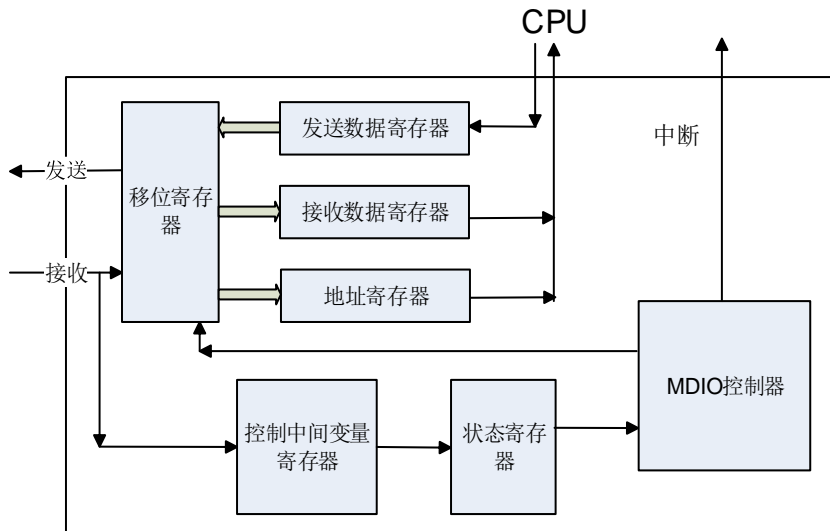 CPU
发送数据寄存器
中断
发送
移位寄存
器
接收数据寄存器
接收
地址寄存器
MDIO控制器
控制中间变量
寄存器
状态寄存
器